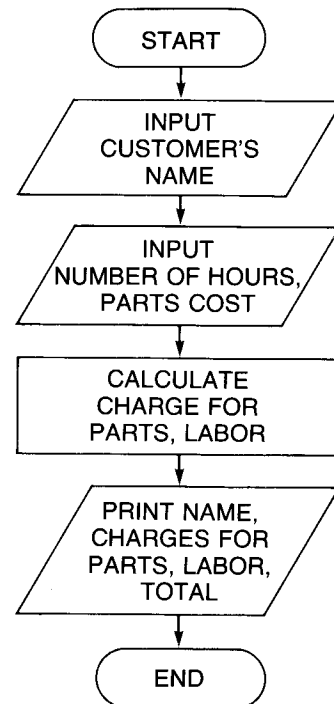 START
INPUT
CUSTOMER'S
NAME
INPUT
NUMBER OF HOURS,
PARTS COST
CALCULATE
CHARGE FOR
PARTS, LABOR
PRINT NAME,
CHARGES FOR
PARTS, LABOR,
TOTAL
END